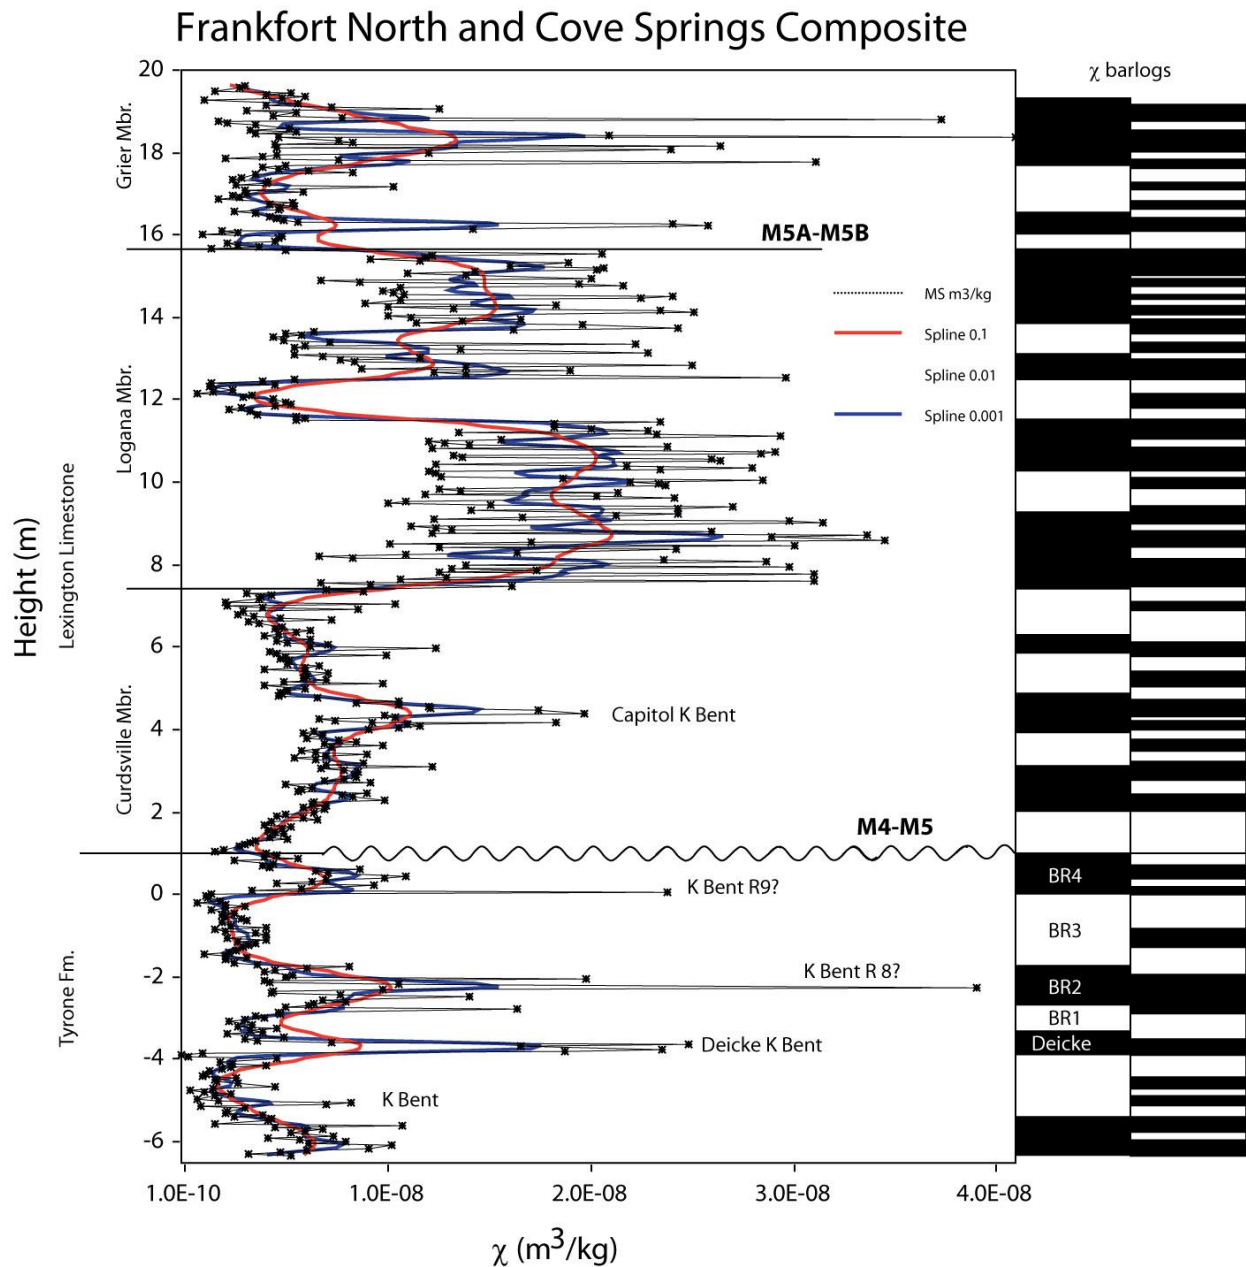 Frankfort North and Cove Springs Composite
χ barlogs
20
18
16
14
12
10
8
6
4
2
0
-2
-4
-6
Height (m)
Lexington Limestone
Grier Mbr.
Logana Mbr.
Curdsville Mbr.
Tyrone Fm.
M5A-M5B
MS m3/kg
Spline 0.1
Spline 0.01
Spline 0.001
Capitol K Bent
M4-M5
K Bent R9?
K Bent R 8?
Deicke K Bent
K Bent
BR4
BR3
BR2
BR1
Deicke
1.0E-10 1.0E-08 2.0E-08 3.0E-08 4.0E-08
χ (m³/kg)